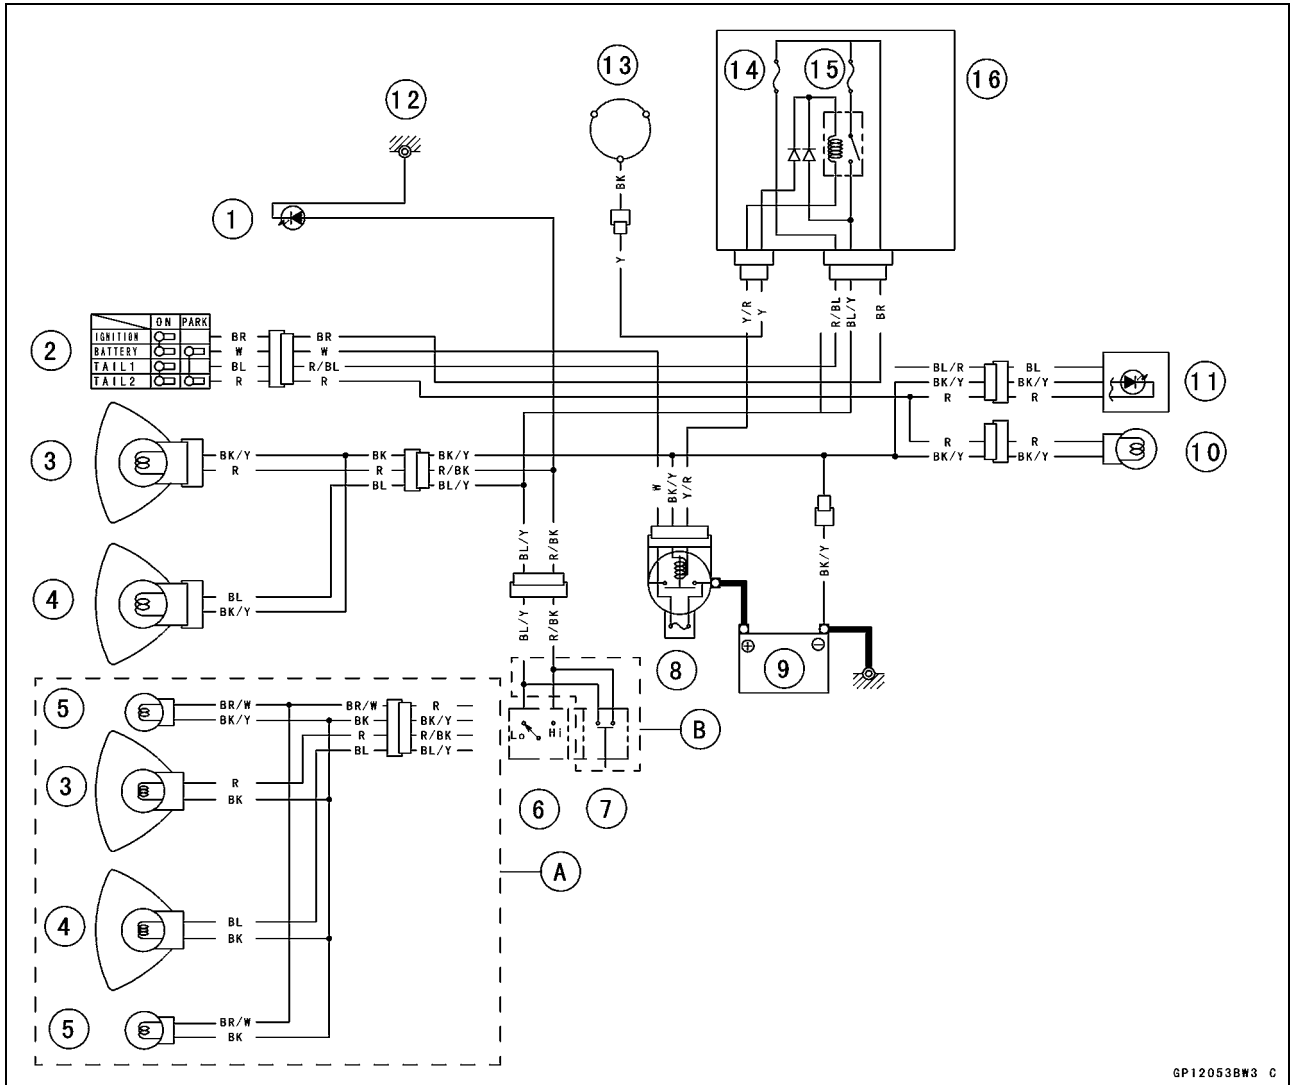 14
15
16
13
12
1
BK
Y
ON PARK
IGNITION
BATTERY
TAIL1
TAIL2
2
BR BR
W W
BL R/BL
R R
Y/R
Y
R/BL
BL/Y
BR
BL/R BL
BK/Y BK/Y
R R
11
R R
BK/Y BK/Y
10
3
BK/Y BK BK/Y
R R R/BK
BL BL/Y
4
BL
BK/Y
BL/Y
R/BK
BL/Y
R/BK
W
BK/Y
Y/R
BK/Y
8
9
5
BR/W BR/W R
BK/Y BK BK/Y
R R/BK
BL BL/Y
Lo Hi
B
3
R
BK
6
7
A
4
BL
BK
5
BR/W
BK
GP12053BW3 C